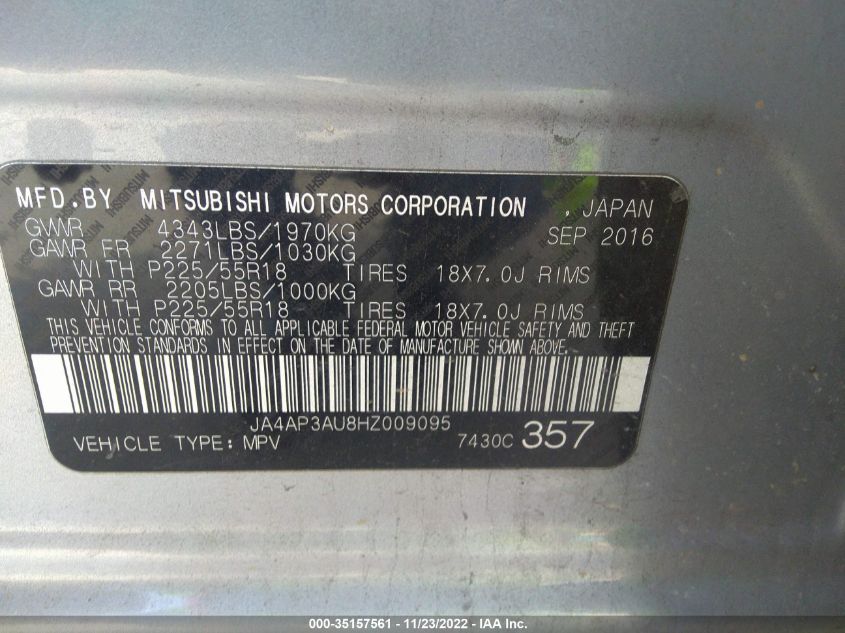 MFD.BY MITSUBISHI MOTORS CORPORATION , JAPAN
GVWR 4343LBS/1970KG SEP 2016
GAWR FR 2271LBS/1030KG
WITH P225/55R18 TIRES 18X7.0J RIMS
GAWR RR 2205LBS/1000KG
WITH P225/55R18 TIRES 18X7.0J RIMS
THIS VEHICLE CONFORMS TO ALL APPLICABLE FEDERAL MOTOR VEHICLE SAFETY AND THEFT
PREVENTION STANDARDS IN EFFECT ON THE DATE OF MANUFACTURE SHOWN ABOVE.
JA4AP3AU8HZ009095
VEHICLE TYPE: MPV 7430C 357
000-35157561 - 11/23/2022 - IAA Inc.